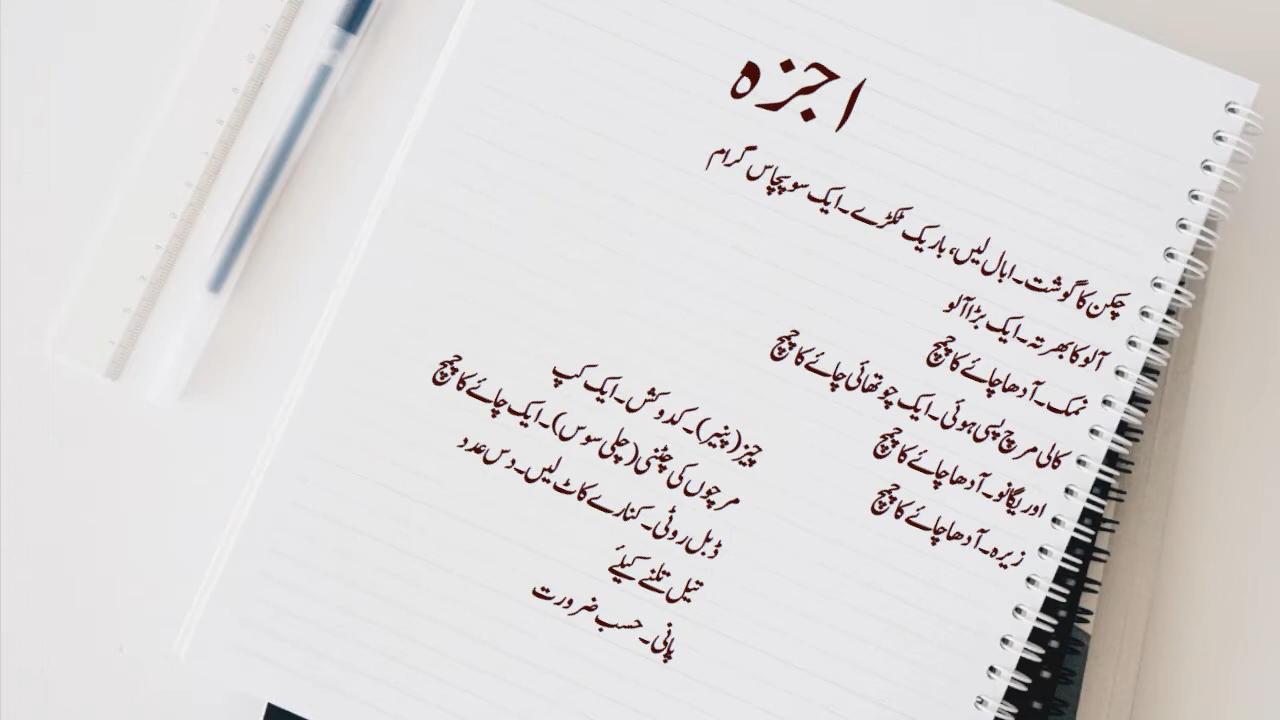 اجزہ
چکن کا گوشت۔ ابال لیں، باریک ٹکڑے۔ ایک سو پچاس گرام
آلو کا بھرتہ۔ ایک بڑا آلو
نمک۔ آدھا چائے کا چمچ
کالی مرچ پسی ہوئی۔ ایک چوتھائی چائے کا چمچ
اوریگانو۔ آدھا چائے کا چمچ
زیرہ۔ آدھا چائے کا چمچ
چیز (پنیر)۔ کدوکش۔ ایک کپ
مرچوں کی چٹنی (چلی سوس)۔ ایک چائے کا چمچ
ڈبل روٹی۔ کنارے کاٹ لیں۔ دس عدد
تیل تلنے کیلئے
پانی۔ حسب ضرورت